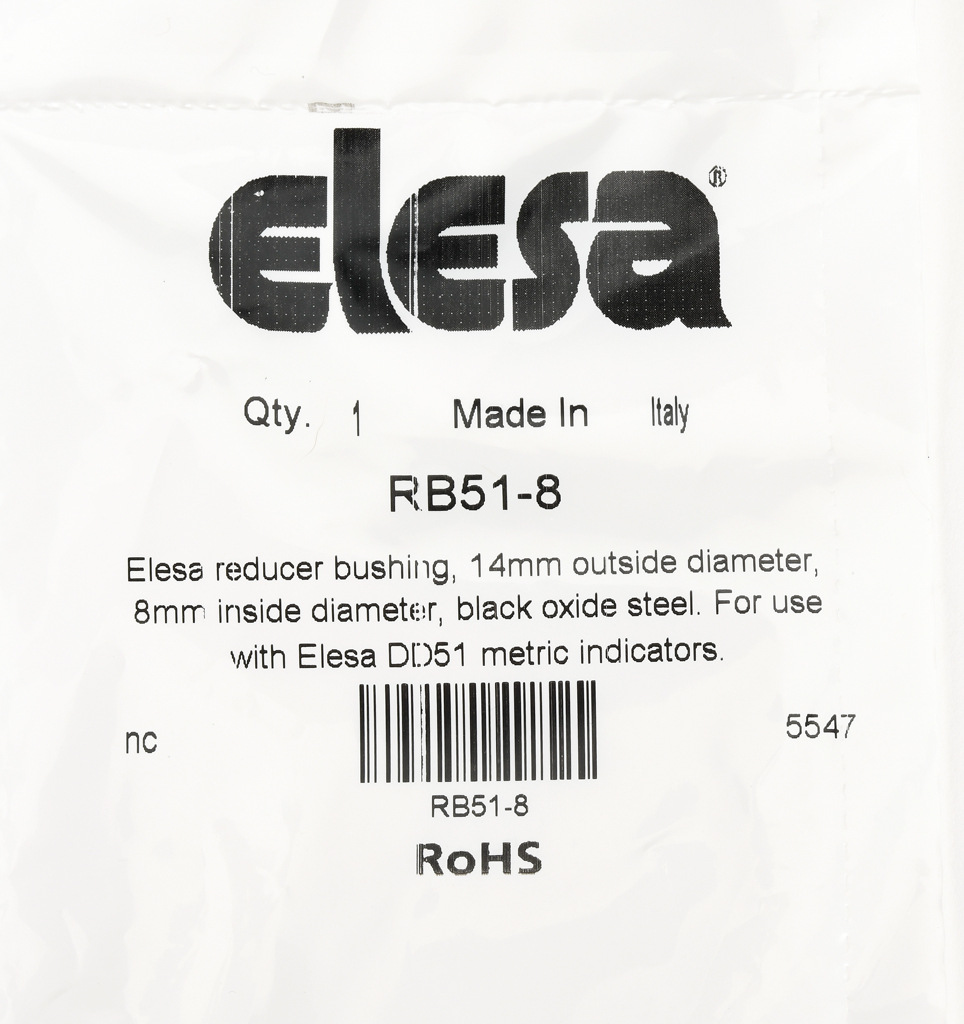 elesa®
Qty. 1 Made In Italy
RB51-8
Elesa reducer bushing, 14mm outside diameter,
8mm inside diameter, black oxide steel. For use
with Elesa DD51 metric indicators.
nc
5547
RB51-8
RoHS